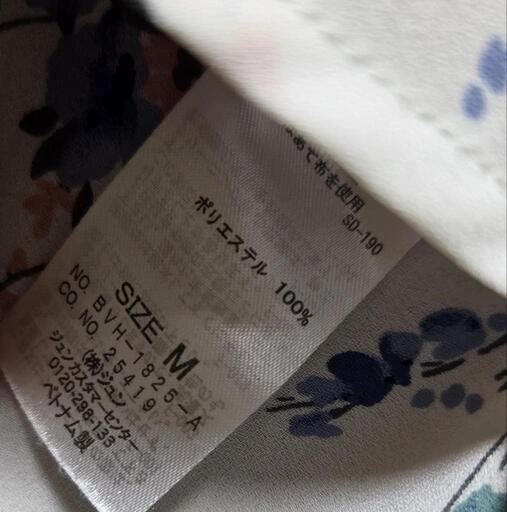 あて布を使用
SD-190
ポリエステル 100%
SIZE M
NO. BVH-1825-A
CO NO. 25419
(株)ジュン
ジュンカスタマーセンター
0120-298-133
ベトナム製